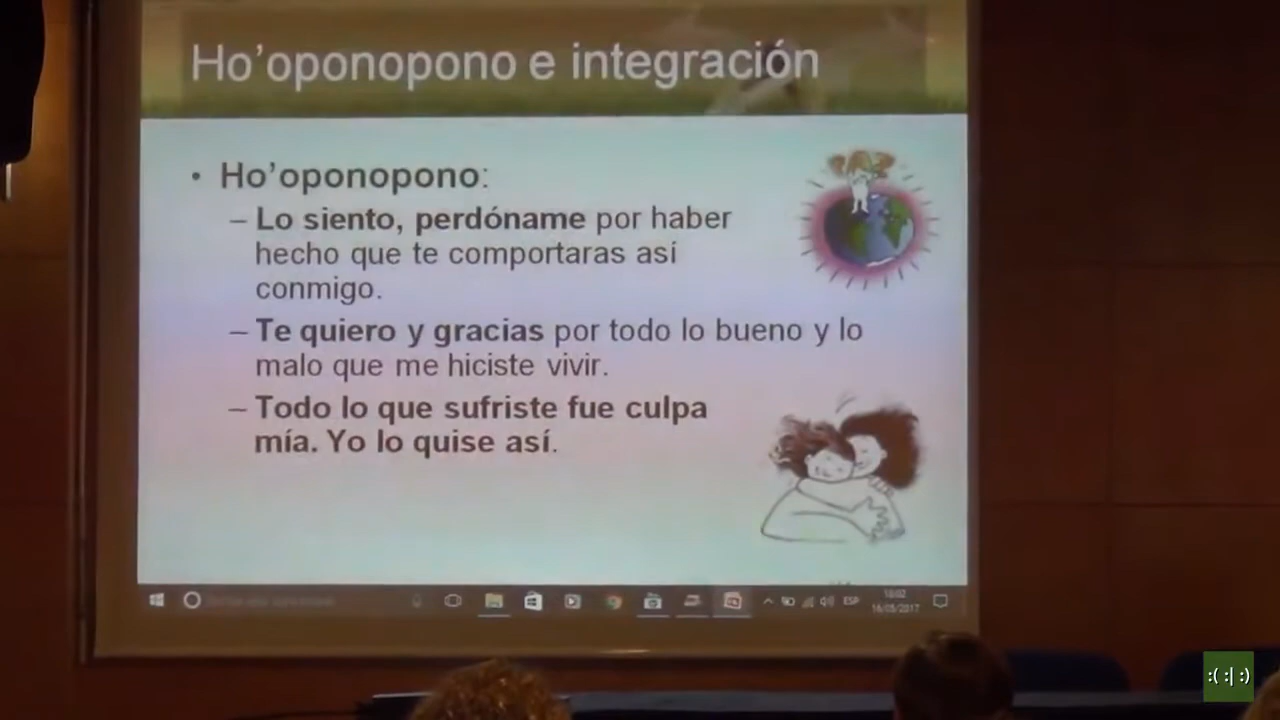 Ho'oponopono e integración
• Ho'oponopono:
– Lo siento, perdóname por haber
hecho que te comportaras así
conmigo.
– Te quiero y gracias por todo lo bueno y lo
malo que me hiciste vivir.
– Todo lo que sufriste fue culpa
mía. Yo lo quise así.
ESP
16/05/2017
:( :| :)